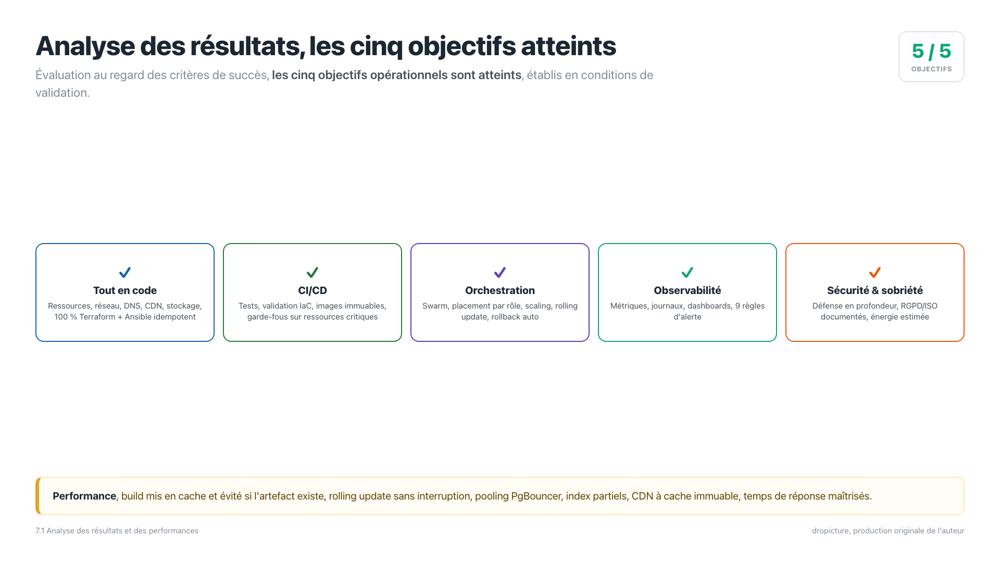 Analyse des résultats, les cinq objectifs atteints
Évaluation au regard des critères de succès, les cinq objectifs opérationnels sont atteints, établis en conditions de
validation.
5 / 5
OBJECTIFS
Tout en code
Ressources, réseau, DNS, CDN, stockage,
100 % Terraform + Ansible idempotent
CI/CD
Tests, validation IaC, images immuables,
garde-fous sur ressources critiques
Orchestration
Swarm, placement par rôle, scaling, rolling
update, rollback auto
Observabilité
Métriques, journaux, dashboards, 9 règles
d'alerte
Sécurité & sobriété
Défense en profondeur, RGPD/ISO
documentés, énergie estimée
Performance, build mis en cache et évité si l'artefact existe, rolling update sans interruption, pooling PgBouncer, index partiels, CDN à cache immuable, temps de réponse maîtrisés.
7.1 Analyse des résultats et des performances
dropicture, production originale de l'auteur